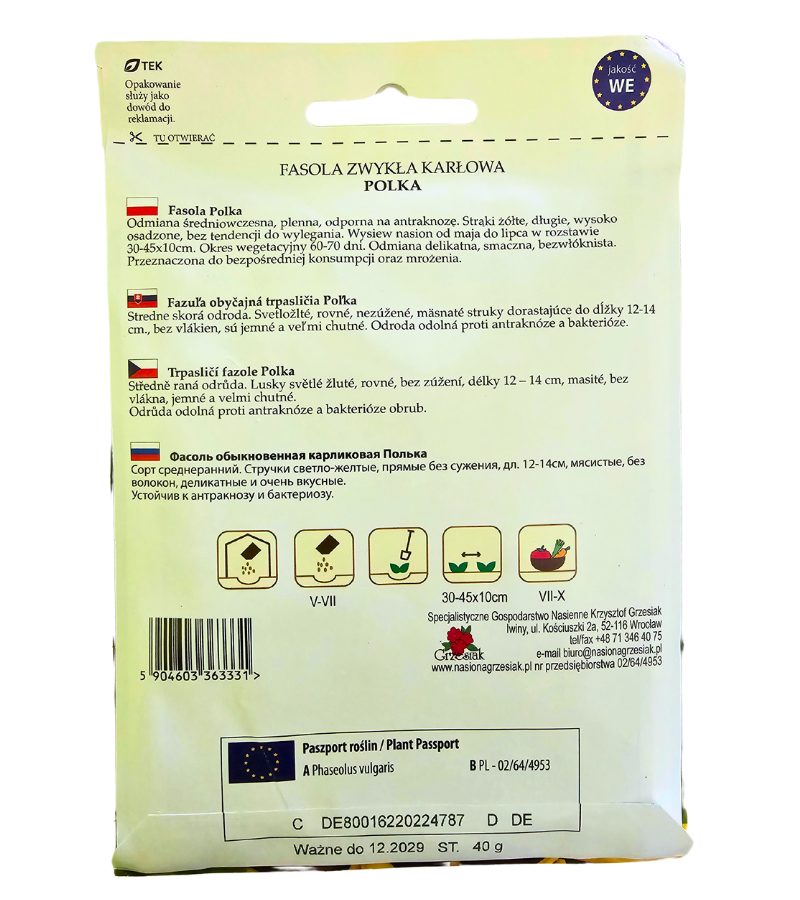 TEK
Opakowanie
służy jako
dowód do
reklamacji.
jakość
WE
TU OTWIERAĆ
FASOLA ZWYKŁA KARŁOWA
POLKA
Fasola Polka
Odmiana średniowczesna, plenna, odporna na antraknozę. Strąki żółte, długie, wysoko
osadzone, bez tendencji do wylegania. Wysiew nasion od maja do lipca w rozstawie
30-45x10cm. Okres wegetacyjny 60-70 dni. Odmiana delikatna, smaczna, bezwłóknista.
Przeznaczona do bezpośredniej konsumpcji oraz mrożenia.
Fazuľa obyčajná trpasličia Poľka
Stredne skorá odroda. Svetložlté, rovné, nezúžené, mäsnaté struky dorastajúce do dĺžky 12-14
cm., bez vlákien, sú jemné a veľmi chutné. Odroda odolná proti antraknóze a bakterióze.
Trpasličí fazole Polka
Středně raná odrůda. Lusky světlé žluté, rovné, bez zúžení, délky 12 – 14 cm, masité, bez
vlákna, jemné a velmi chutné.
Odrůda odolná proti antraknóze a bakterióze obrub.
Фасоль обыкновенная карликовая Полька
Сорт среднеранний. Стручки светло-желтые, прямые без сужения, дл. 12-14см, мясистые, без
волокон, деликатные и очень вкусные.
Устойчив к антракнозу и бактериозу.
V-VII
30-45x10cm
VII-X
Specjalistyczne Gospodarstwo Nasienne Krzysztof Grzesiak
Iwiny, ul. Kościuszki 2a, 52-116 Wrocław
tel/fax +48 71 346 40 75
e-mail biuro@nasionagrzesiak.pl
www.nasionagrzesiak.pl nr przedsiębiorstwa 02/64/4953
Grzesiak
5 904603 363331 >
Paszport roślin / Plant Passport
A Phaseolus vulgaris
B PL - 02/64/4953
C DE80016220224787 D DE
Ważne do 12.2029 ST. 40 g